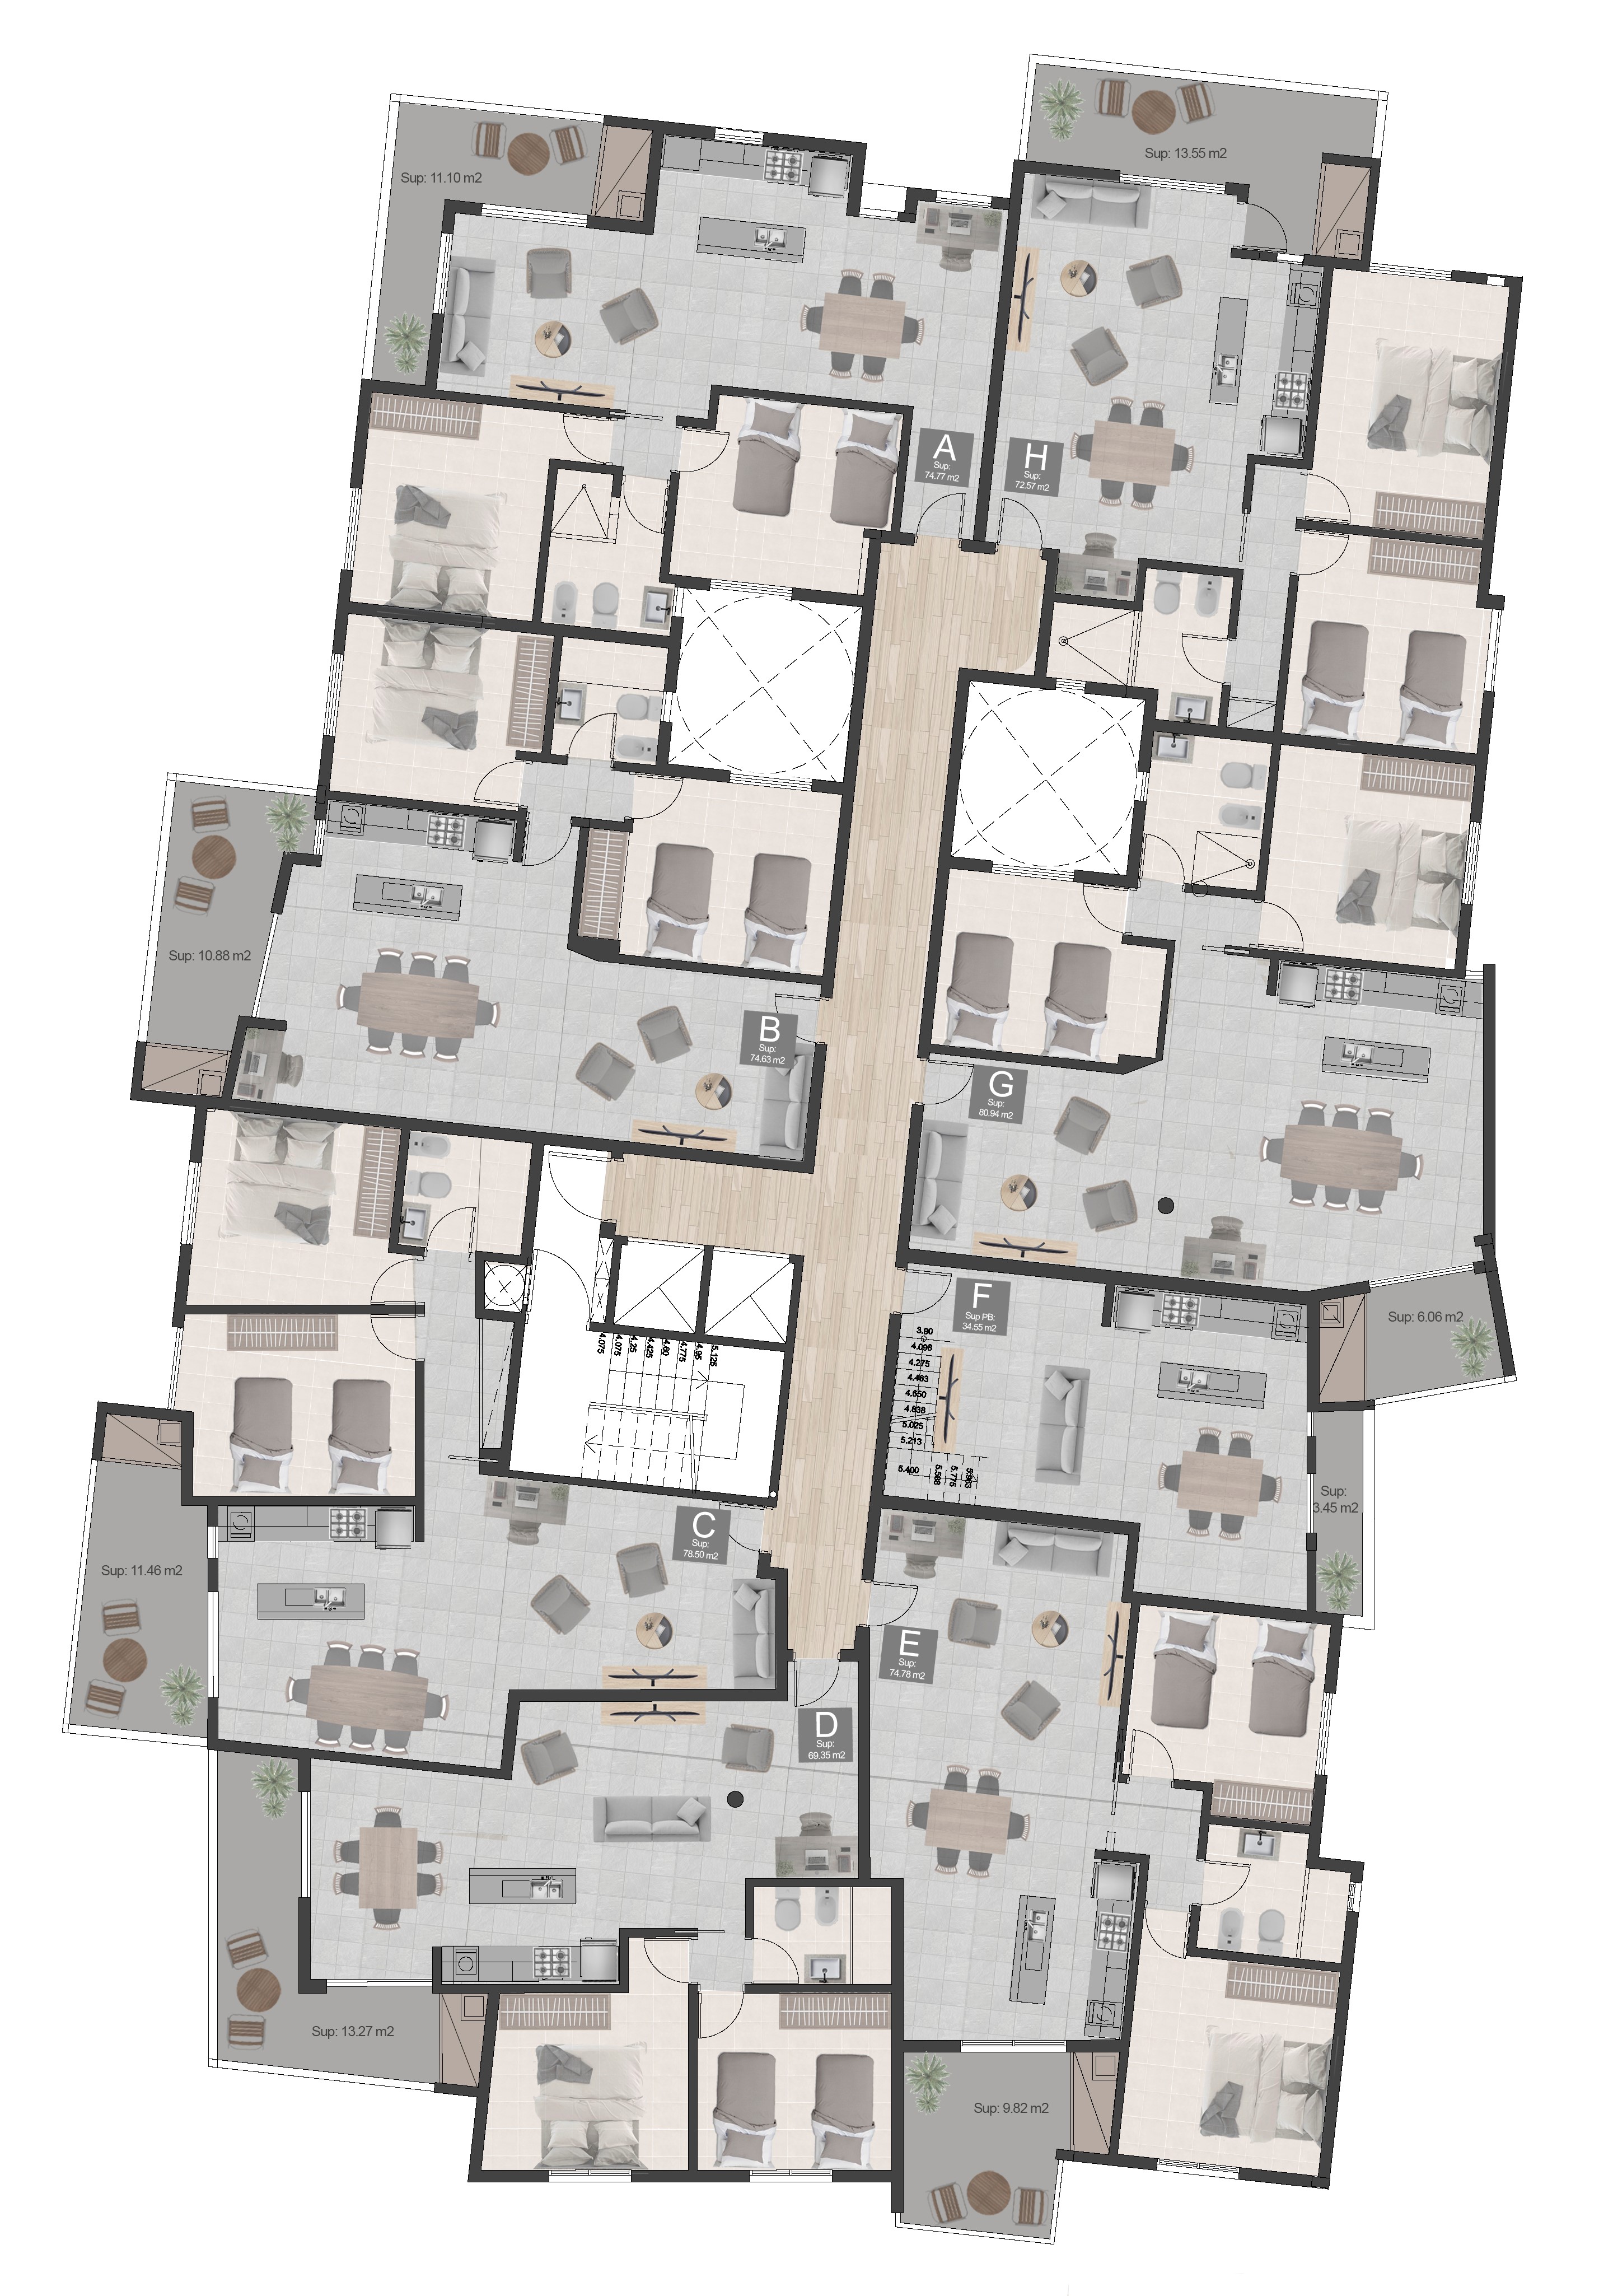 Sup: 13.55 m2
Sup: 11.10 m2
A
Sup:
74.77 m2
H
Sup:
72.57 m2
Sup: 10.88 m2
B
Sup:
74.63 m2
G
Sup:
80.94 m2
F
Sup PB:
34.55 m2
Sup: 6.06 m2
3.90
4.098
4.275
4.463
4.650
4.838
5.025
5.213
5.400
5.588
5.775
5.963
4.075
4.075
4.25
4.425
4.60
4.775
4.95
5.125
Sup:
3.45 m2
C
Sup:
78.50 m2
Sup: 11.46 m2
E
Sup:
74.78 m2
D
Sup:
69.35 m2
Sup: 13.27 m2
Sup: 9.82 m2